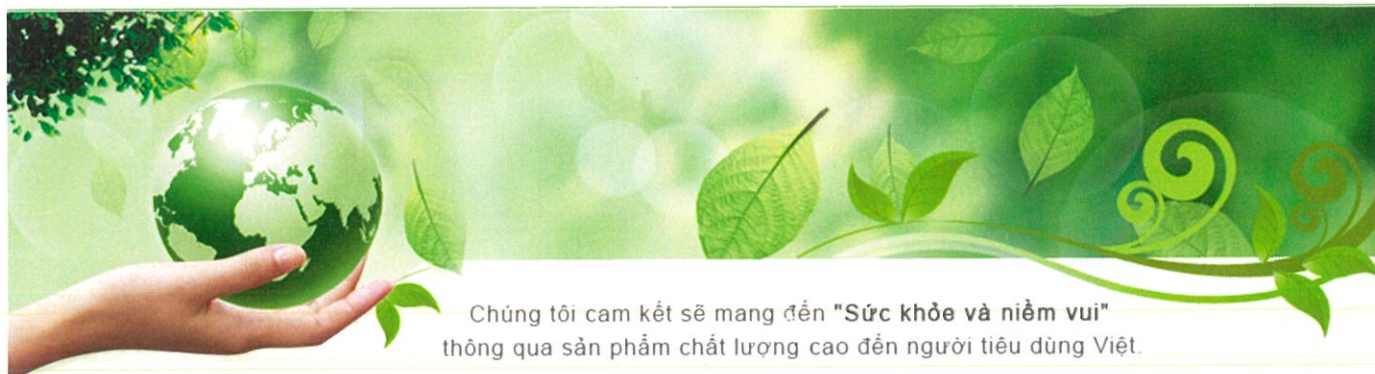 Chúng tôi cam kết sẽ mang đến "Sức khỏe và niềm vui"
thông qua sản phẩm chất lượng cao đến người tiêu dùng Việt.